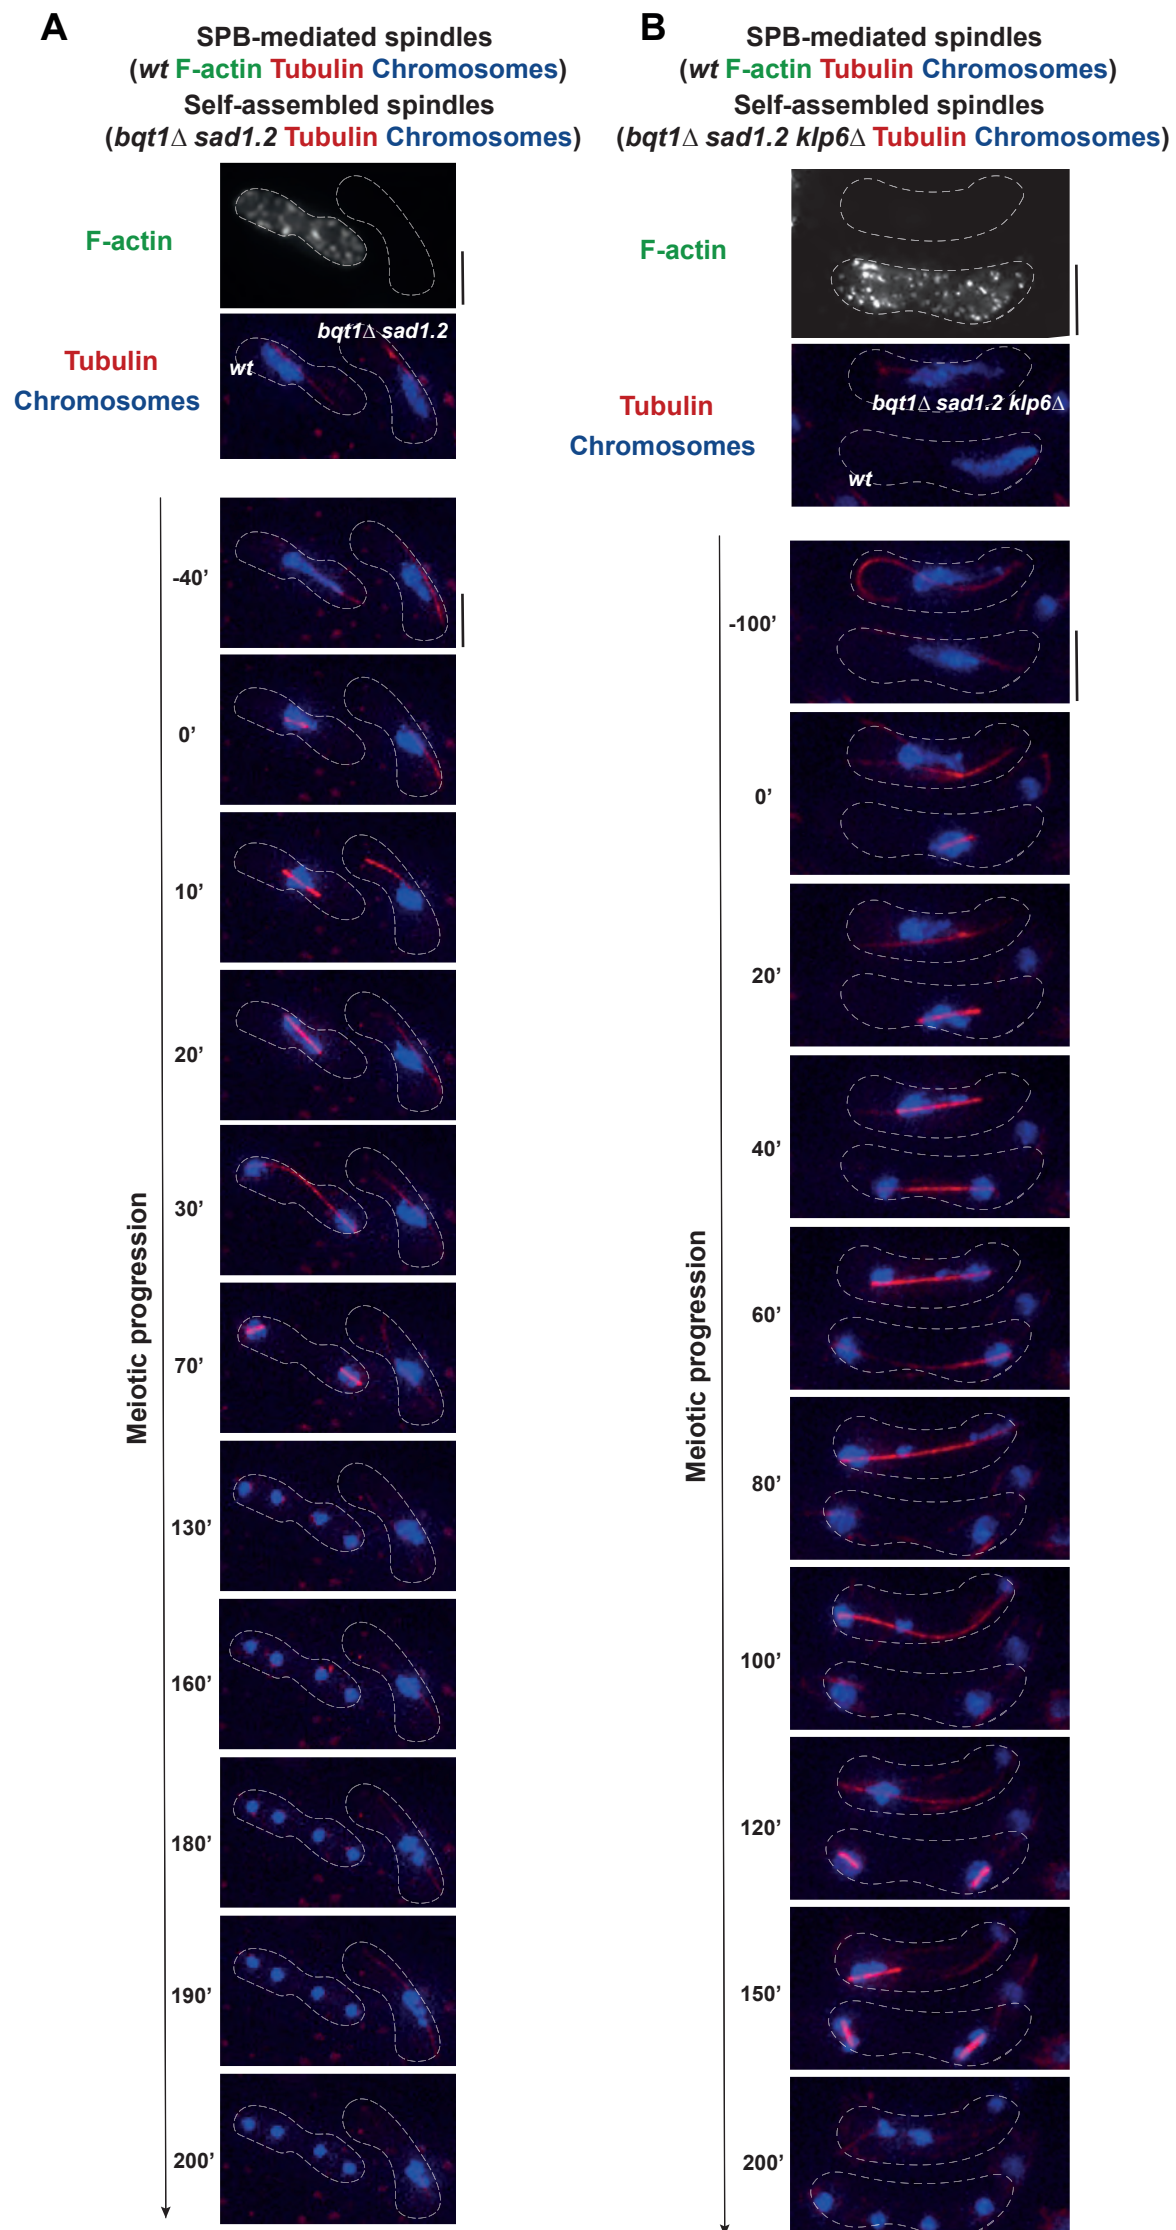 A
SPB-mediated spindles
(wt F-actin Tubulin Chromosomes)
Self-assembled spindles
(bqt1Δ sad1.2 Tubulin Chromosomes)
F-actin
Tubulin
Chromosomes
bqt1Δ sad1.2
wt
Meiotic progression
-40’
0’
10’
20’
30’
70’
130’
160’
180’
190’
200’
B
SPB-mediated spindles
(wt F-actin Tubulin Chromosomes)
Self-assembled spindles
(bqt1Δ sad1.2 klp6Δ Tubulin Chromosomes)
F-actin
Tubulin
Chromosomes
bqt1Δ sad1.2 klp6Δ
wt
Meiotic progression
-100’
0’
20’
40’
60’
80’
100’
120’
150’
200’